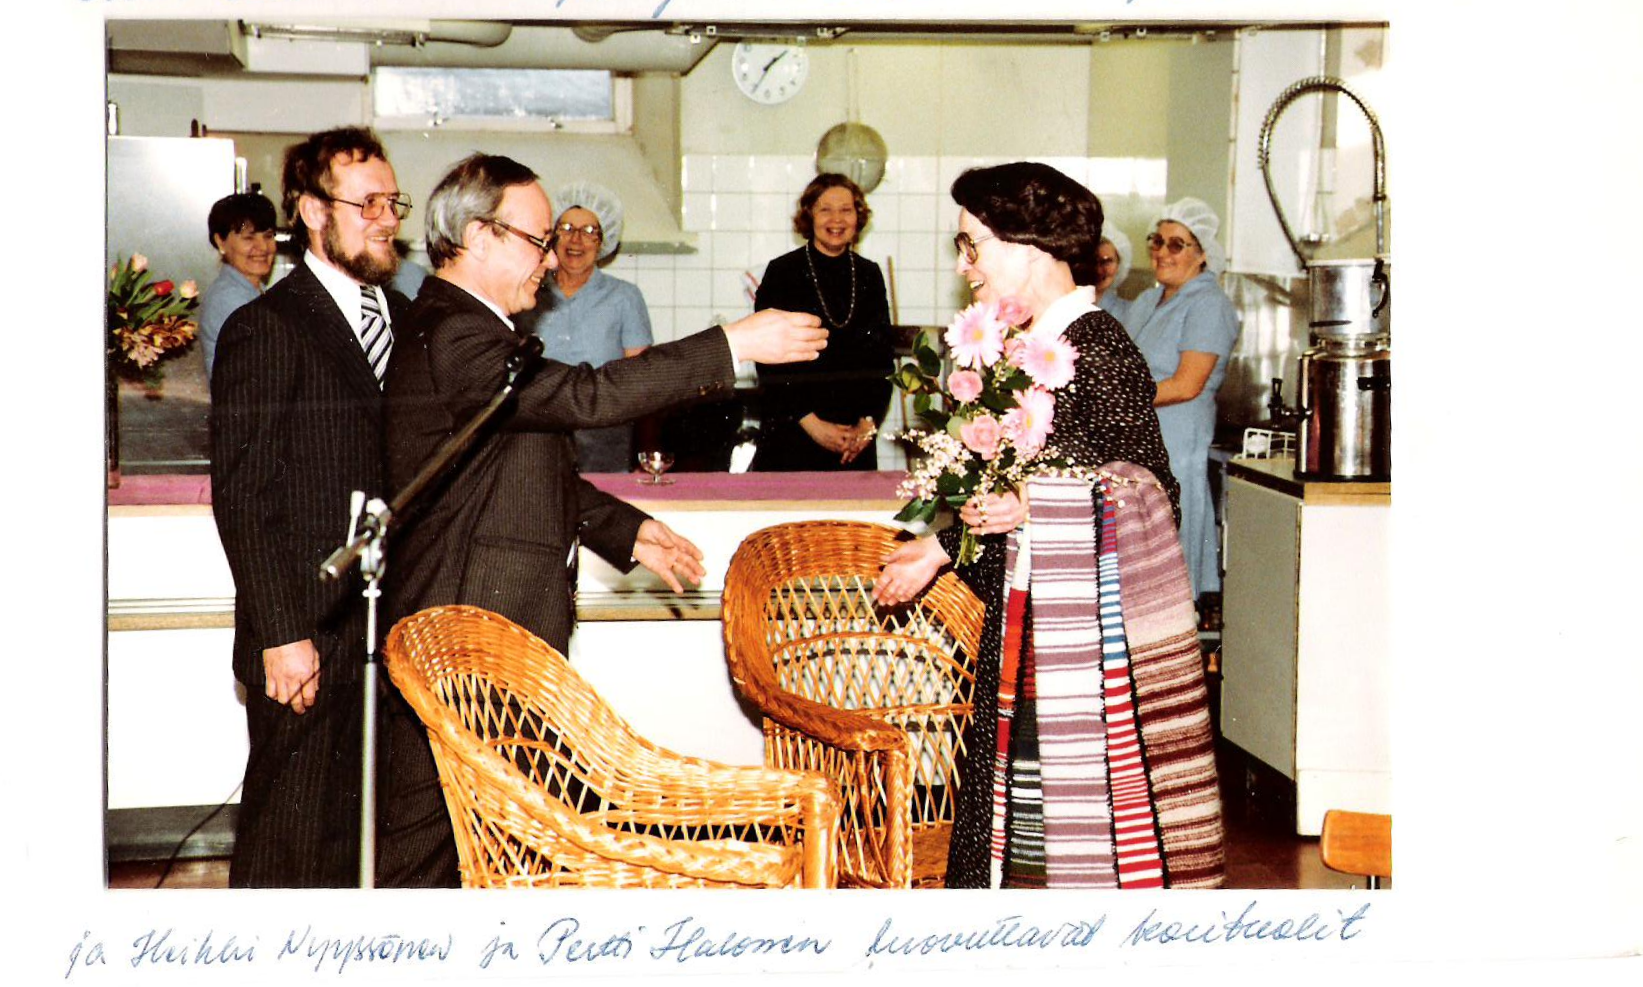 ja Heikki Nyyssönen ja Pertti Halonen luovuttavat korituolit